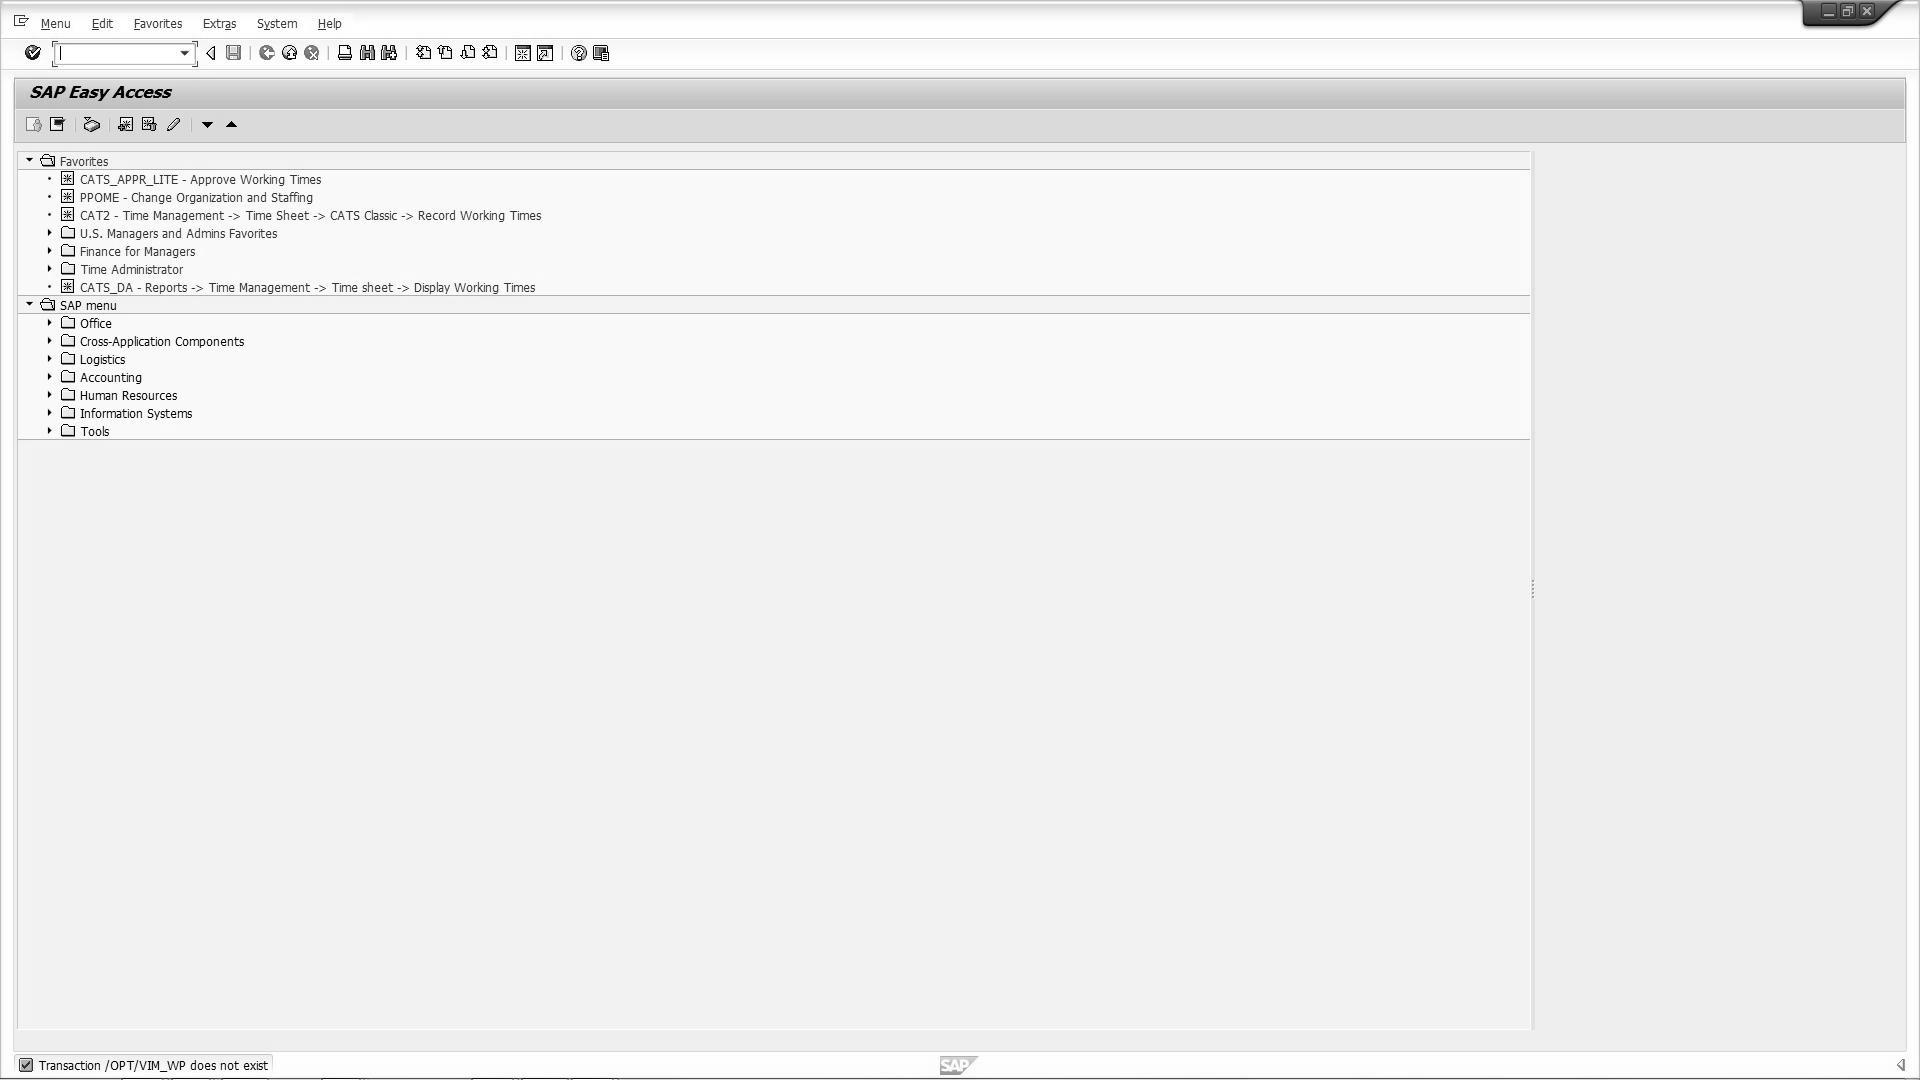 Menu Edit Favorites Extras System Help
SAP Easy Access
Favorites
CATS_APPR_LITE - Approve Working Times
PPOME - Change Organization and Staffing
CAT2 - Time Management -> Time Sheet -> CATS Classic -> Record Working Times
U.S. Managers and Admins Favorites
Finance for Managers
Time Administrator
CATS_DA - Reports -> Time Management -> Time sheet -> Display Working Times
SAP menu
Office
Cross-Application Components
Logistics
Accounting
Human Resources
Information Systems
Tools
Transaction /OPT/VIM_WP does not exist
SAP